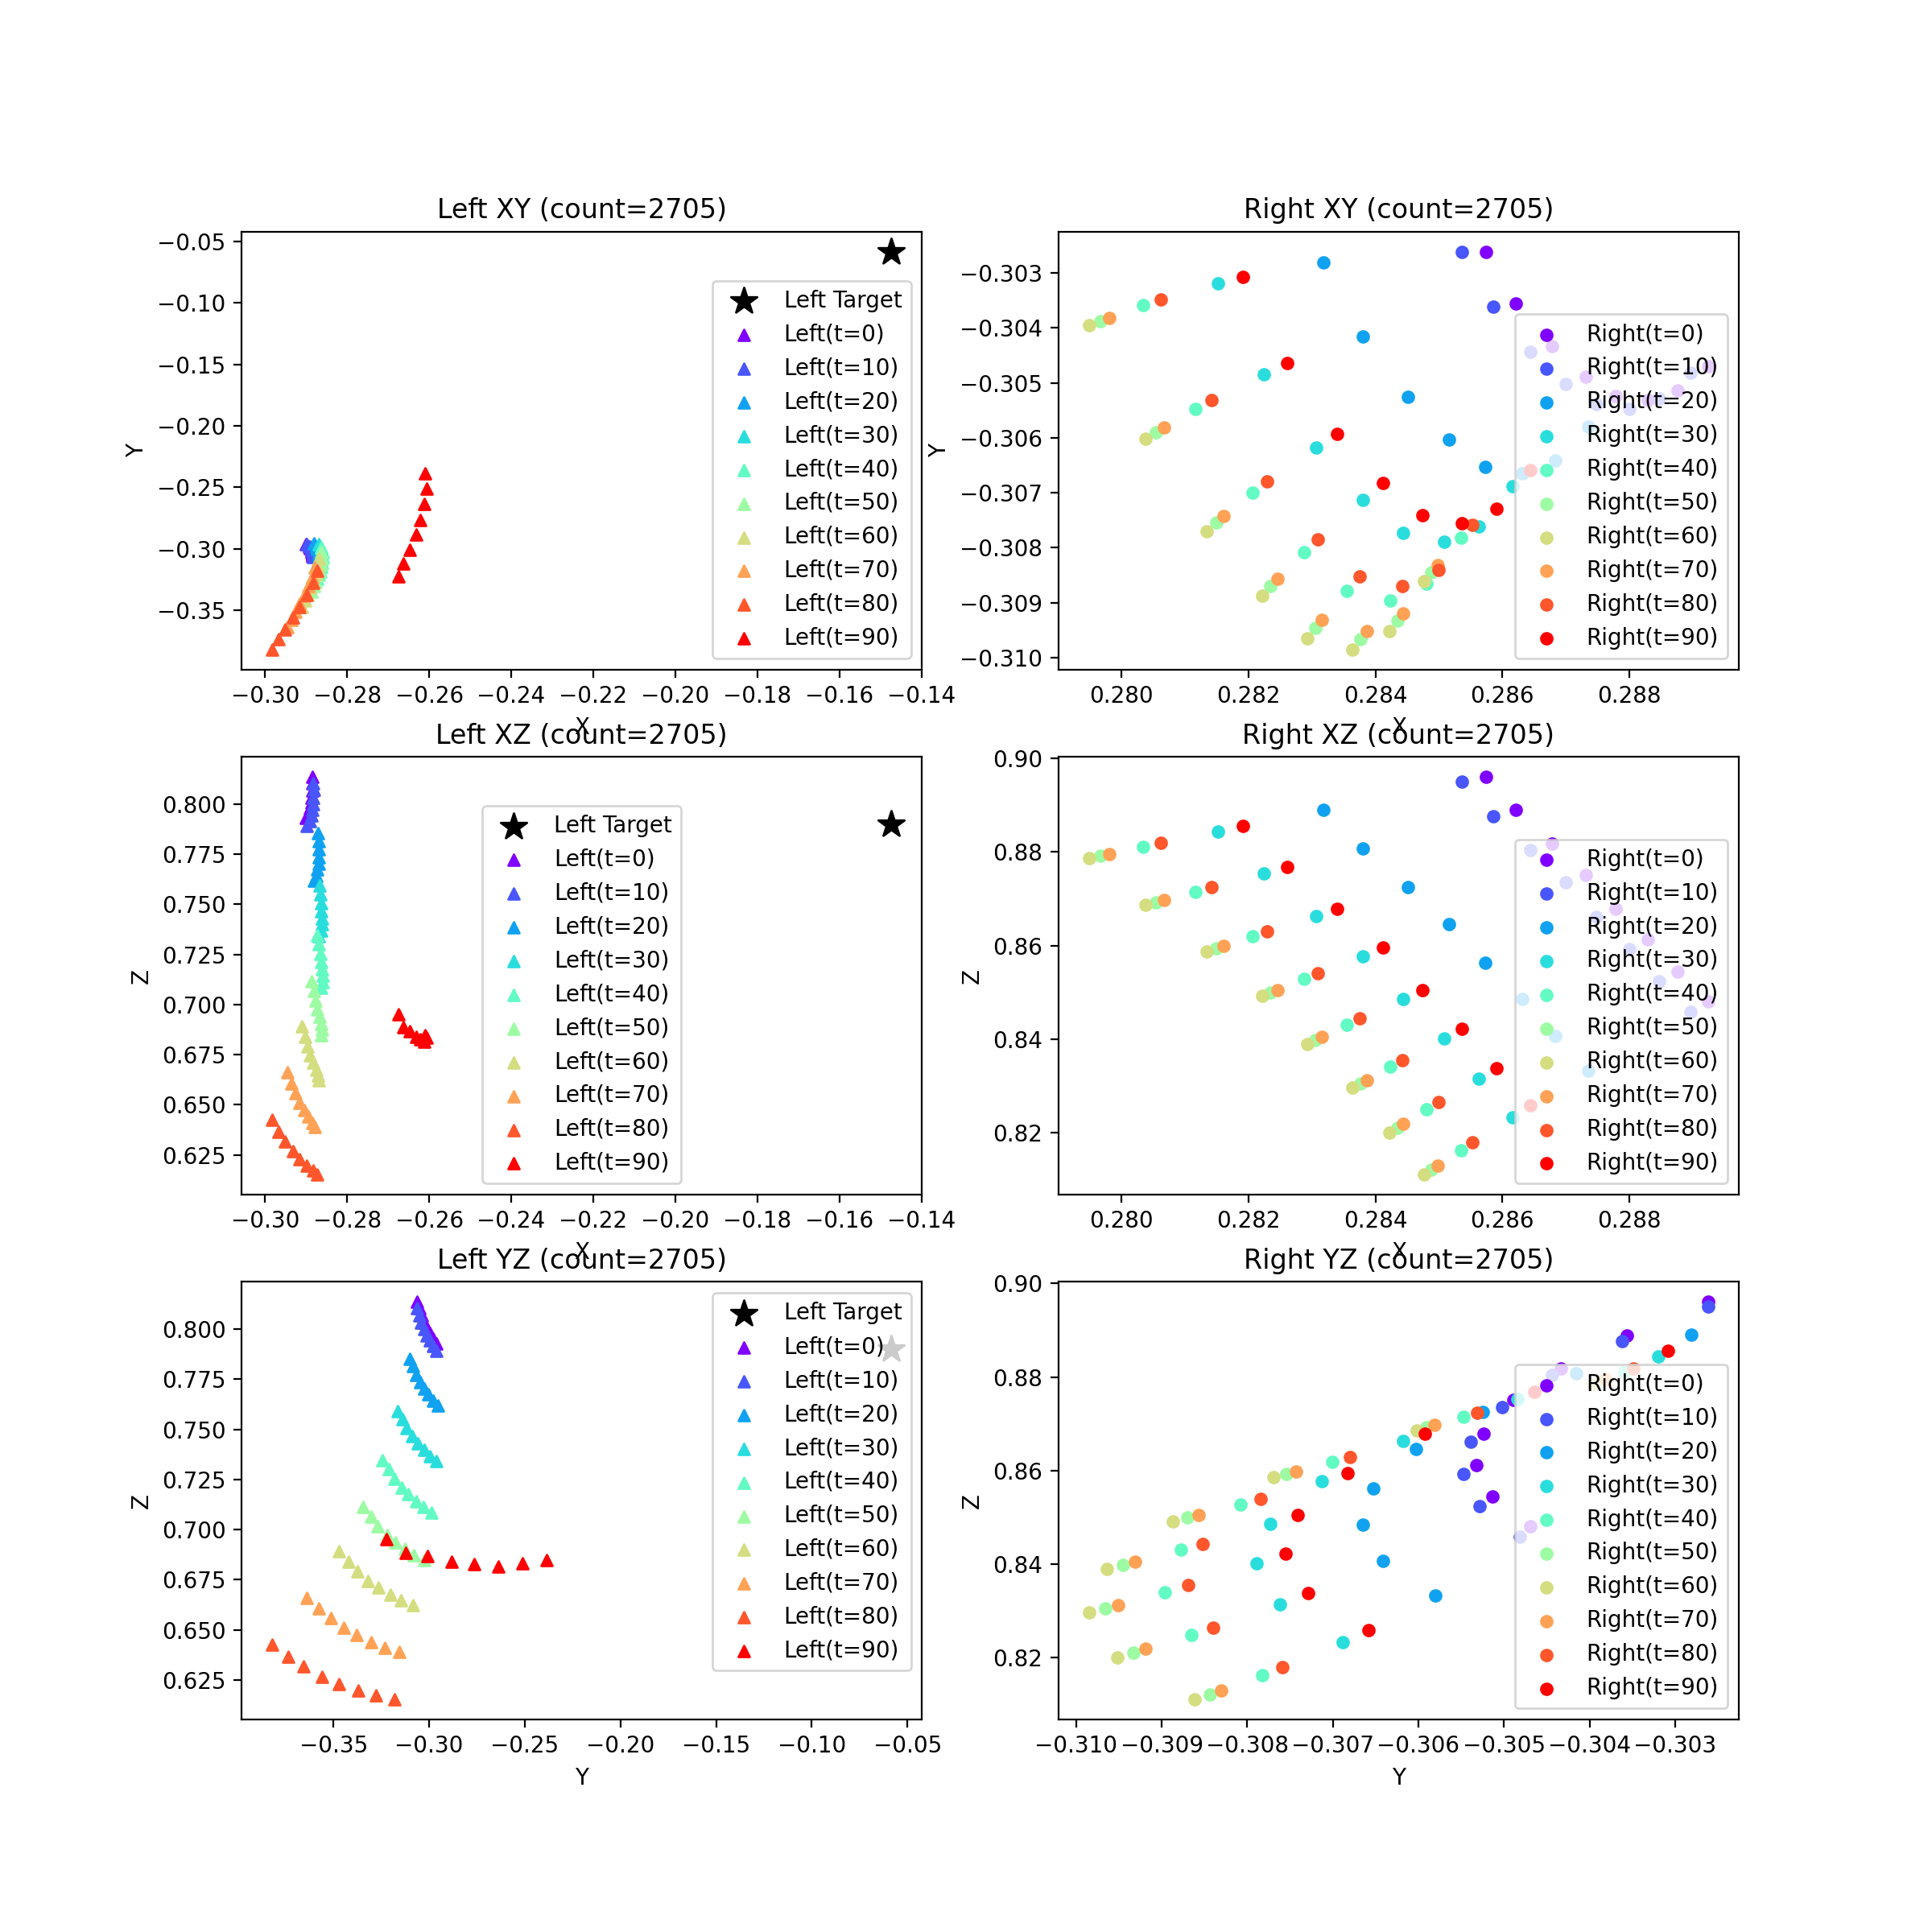 Left XY (count=2705)
−0.05
−0.10
−0.15
−0.20
−0.25
−0.30
−0.35
Y
−0.30 −0.28 −0.26 −0.24 −0.22 −0.20 −0.18 −0.16 −0.14
X
Left Target
Left(t=0)
Left(t=10)
Left(t=20)
Left(t=30)
Left(t=40)
Left(t=50)
Left(t=60)
Left(t=70)
Left(t=80)
Left(t=90)
Right XY (count=2705)
−0.303
−0.304
−0.305
−0.306
−0.307
−0.308
−0.309
−0.310
Y
0.280 0.282 0.284 0.286 0.288
X
Right(t=0)
Right(t=10)
Right(t=20)
Right(t=30)
Right(t=40)
Right(t=50)
Right(t=60)
Right(t=70)
Right(t=80)
Right(t=90)
Left XZ (count=2705)
0.800
0.775
0.750
0.725
0.700
0.675
0.650
0.625
Z
−0.30 −0.28 −0.26 −0.24 −0.22 −0.20 −0.18 −0.16 −0.14
X
Left Target
Left(t=0)
Left(t=10)
Left(t=20)
Left(t=30)
Left(t=40)
Left(t=50)
Left(t=60)
Left(t=70)
Left(t=80)
Left(t=90)
Right XZ (count=2705)
0.90
0.88
0.86
0.84
0.82
Z
0.280 0.282 0.284 0.286 0.288
X
Right(t=0)
Right(t=10)
Right(t=20)
Right(t=30)
Right(t=40)
Right(t=50)
Right(t=60)
Right(t=70)
Right(t=80)
Right(t=90)
Left YZ (count=2705)
0.800
0.775
0.750
0.725
0.700
0.675
0.650
0.625
Z
−0.35 −0.30 −0.25 −0.20 −0.15 −0.10 −0.05
Y
Left Target
Left(t=0)
Left(t=10)
Left(t=20)
Left(t=30)
Left(t=40)
Left(t=50)
Left(t=60)
Left(t=70)
Left(t=80)
Left(t=90)
Right YZ (count=2705)
0.90
0.88
0.86
0.84
0.82
Z
−0.310 −0.309 −0.308 −0.307 −0.306 −0.305 −0.304 −0.303
Y
Right(t=0)
Right(t=10)
Right(t=20)
Right(t=30)
Right(t=40)
Right(t=50)
Right(t=60)
Right(t=70)
Right(t=80)
Right(t=90)